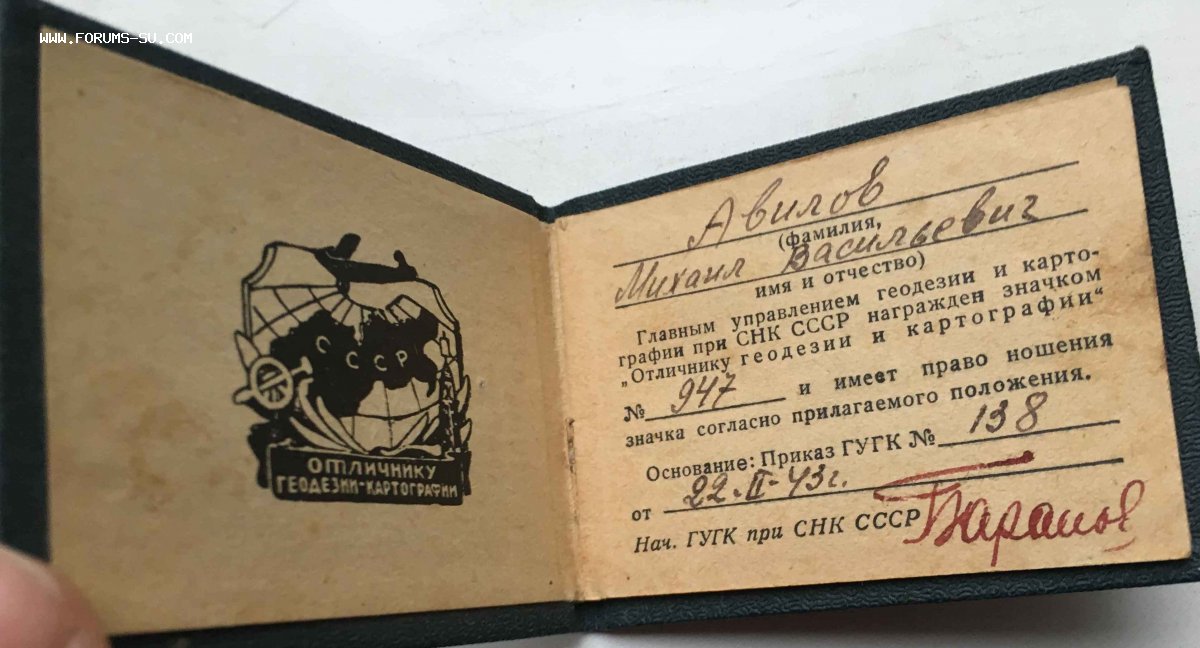 WWW.FORUMS-SU.COM
СССР
ОТЛИЧНИКУ
ГЕОДЕЗИИ-КАРТОГРАФИИ
Авилов
(фамилия,
Михаил Васильевич
имя и отчество)
Главным управлением геодезии и карто-
графии при СНК СССР награжден значком
„Отличнику геодезии и картографии“
№ 947 и имеет право ношения
значка согласно прилагаемого положения.
Основание: Приказ ГУГК № 138
от 22.II-43г.
Нач. ГУГК при СНК СССР Баранов